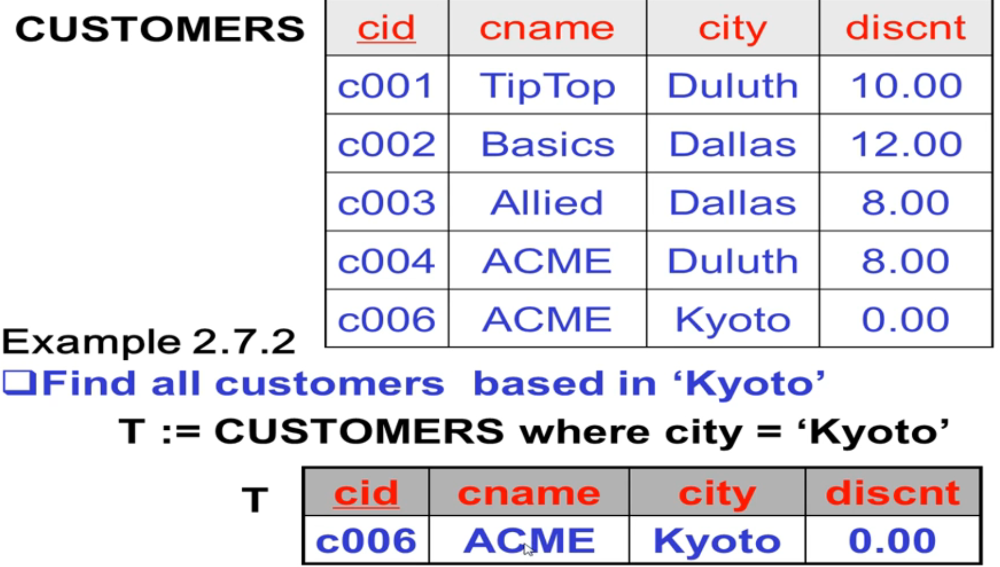 CUSTOMERS
cid cname city discnt
c001 TipTop Duluth 10.00
c002 Basics Dallas 12.00
c003 Allied Dallas 8.00
c004 ACME Duluth 8.00
c006 ACME Kyoto 0.00
Example 2.7.2
❑Find all customers based in ‘Kyoto’
T := CUSTOMERS where city = ‘Kyoto’
T
cid cname city discnt
c006 ACME Kyoto 0.00